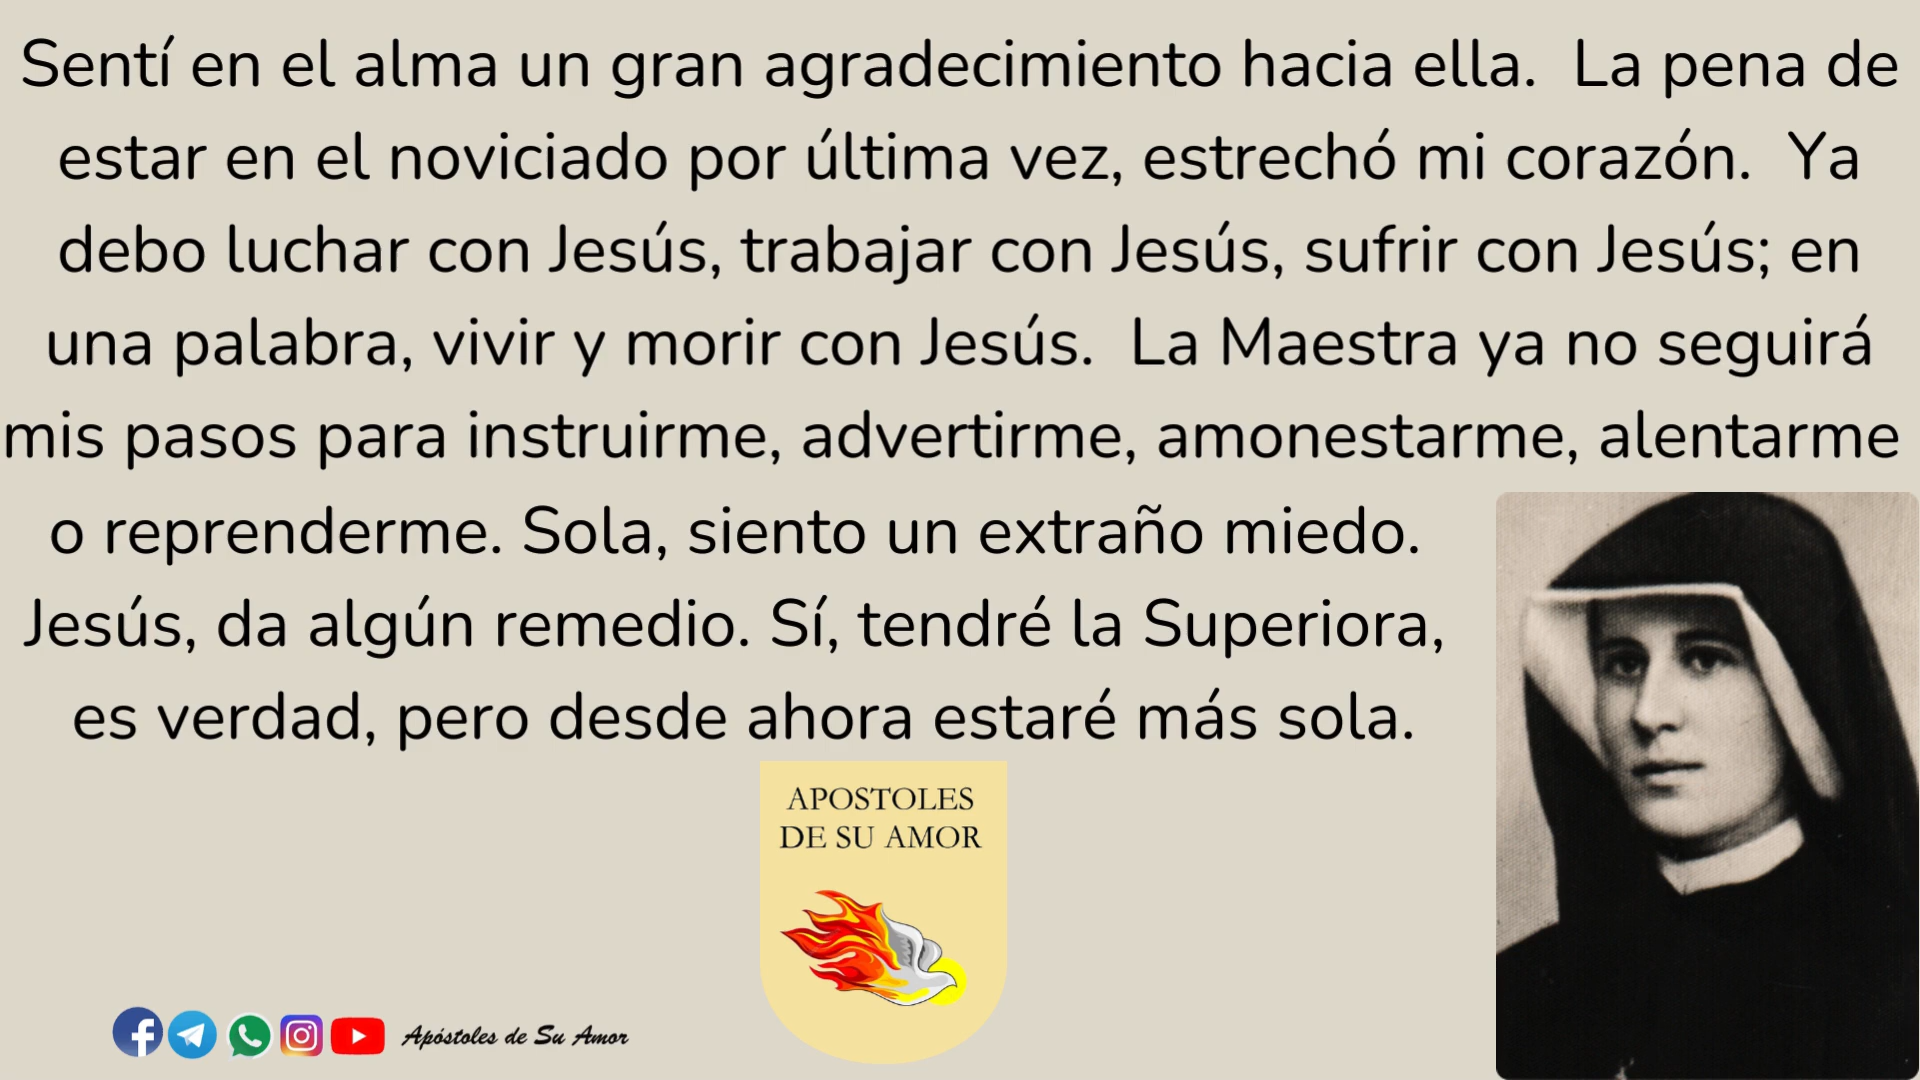 Sentí en el alma un gran agradecimiento hacia ella.  La pena de
estar en el noviciado por última vez, estrechó mi corazón.  Ya
debo luchar con Jesús, trabajar con Jesús, sufrir con Jesús; en
una palabra, vivir y morir con Jesús.  La Maestra ya no seguirá
mis pasos para instruirme, advertirme, amonestarme, alentarme
o reprenderme. Sola, siento un extraño miedo.
Jesús, da algún remedio. Sí, tendré la Superiora,
es verdad, pero desde ahora estaré más sola.
APOSTOLES
DE SU AMOR
Apóstoles de Su Amor